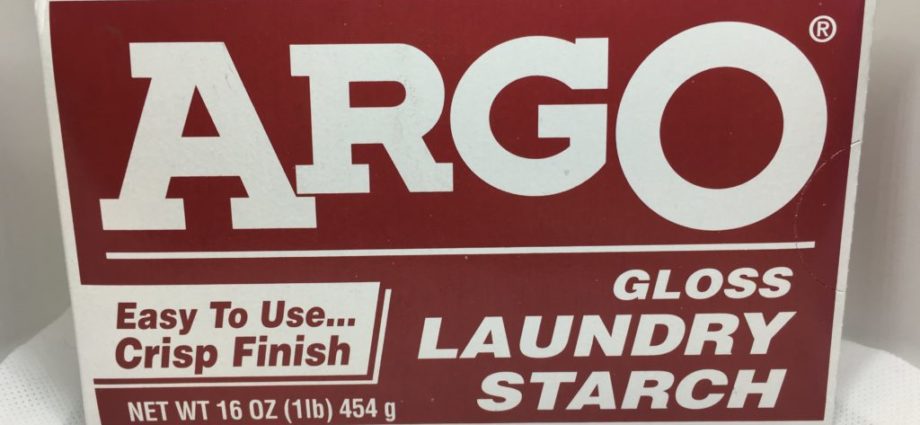 ARGO®
GLOSS
Easy To Use...
LAUNDRY
Crisp Finish
STARCH
NET WT 16 OZ (1lb) 454 g